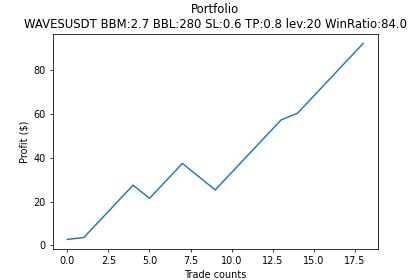 Portfolio
WAVESUSDT BBM:2.7 BBL:280 SL:0.6 TP:0.8 lev:20 WinRatio:84.0
80
60
40
20
0
Profit ($)
0.0 2.5 5.0 7.5 10.0 12.5 15.0 17.5
Trade counts